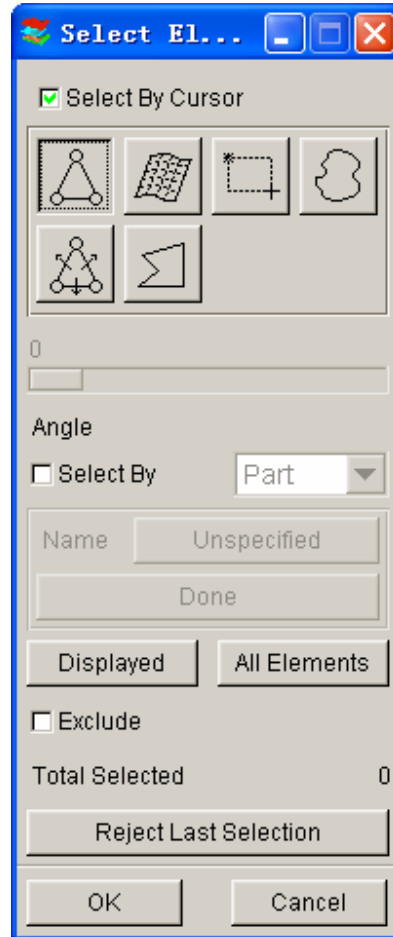 Select El...
Select By Cursor
0
Angle
Select By Part
Name Unspecified
Done
Displayed All Elements
Exclude
Total Selected 0
Reject Last Selection
OK Cancel